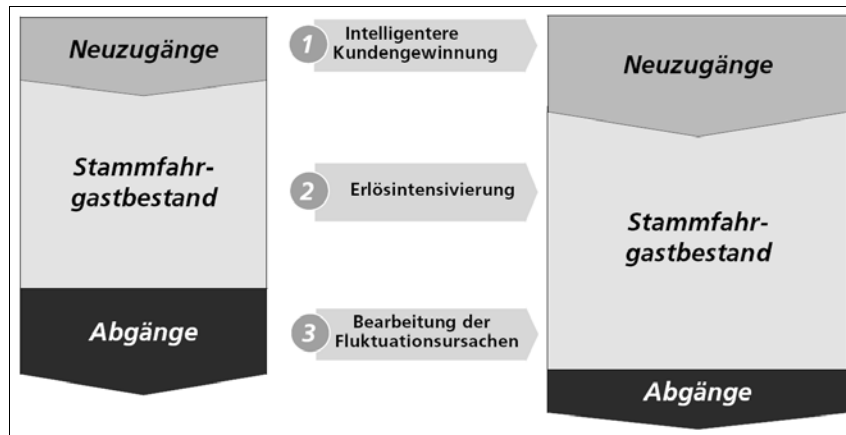 Neuzugänge
Stammfahr-
gastbestand
Abgänge
1
Intelligentere
Kundengewinnung
2
Erlösintensivierung
3
Bearbeitung der
Fluktuationsursachen
Neuzugänge
Stammfahr-
gastbestand
Abgänge